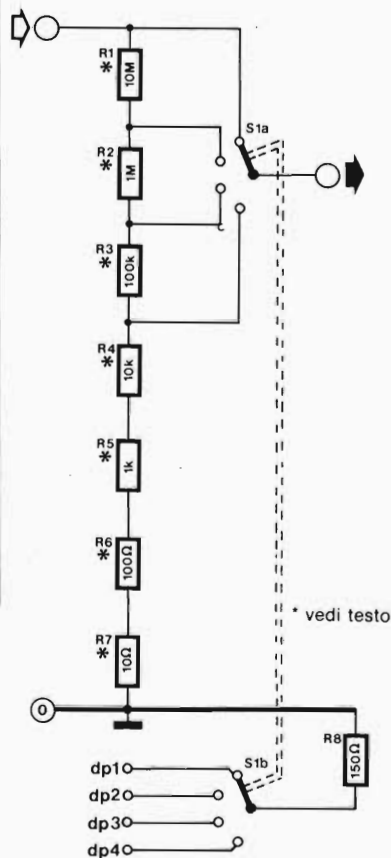 R1
*
10M
S1a
R2
*
1M
R3
*
100k
R4
*
10k
R5
*
1k
R6
*
100Ω
* vedi testo
R7
*
10Ω
0
S1b
R8
150Ω
dp1
dp2
dp3
dp4